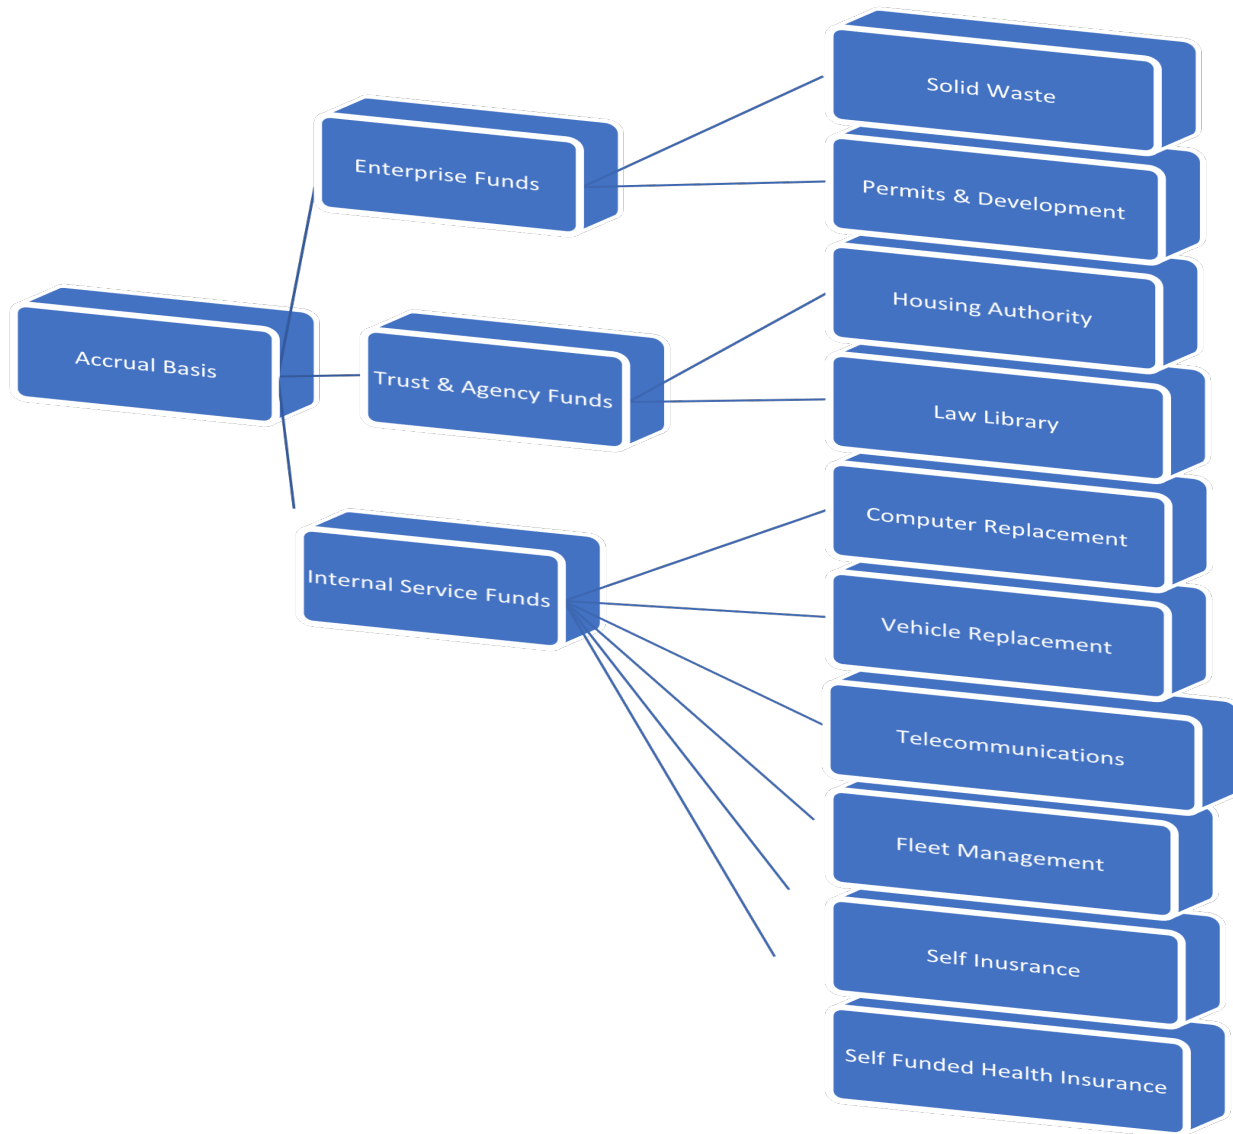 Accrual Basis
Enterprise Funds
Solid Waste
Permits & Development
Trust & Agency Funds
Housing Authority
Law Library
Internal Service Funds
Computer Replacement
Vehicle Replacement
Telecommunications
Fleet Management
Self Inusrance
Self Funded Health Insurance